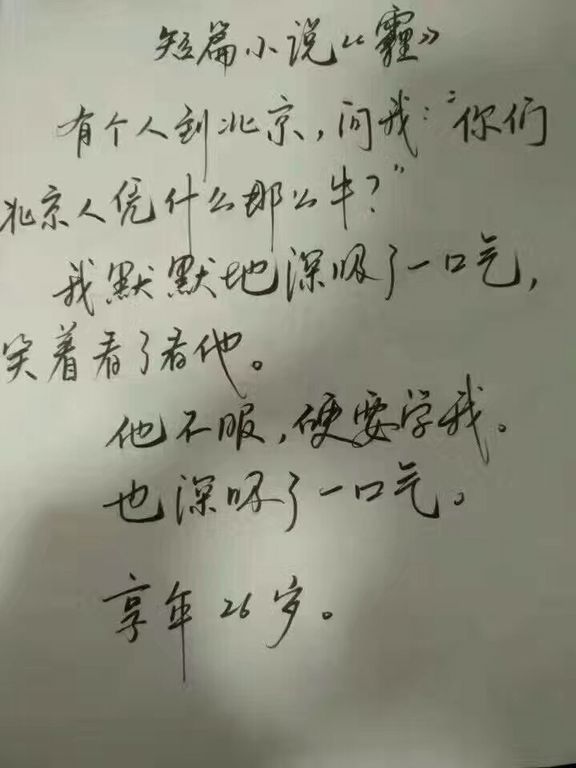 短篇小说《霾》
有个人到北京，问我："你们
北京人凭什么那么牛？"
我默默地深吸了一口气，
笑着看了看他。
他不服，硬要学我。
也深吸了一口气。
享年26岁。